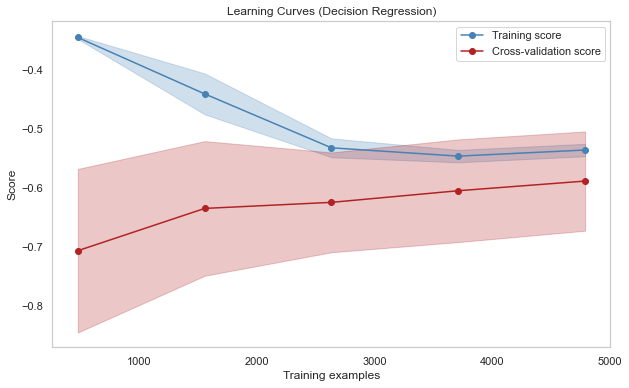 Learning Curves (Decision Regression)
Training score
Cross-validation score
−0.4
−0.5
−0.6
−0.7
−0.8
Score
1000 2000 3000 4000 5000
Training examples